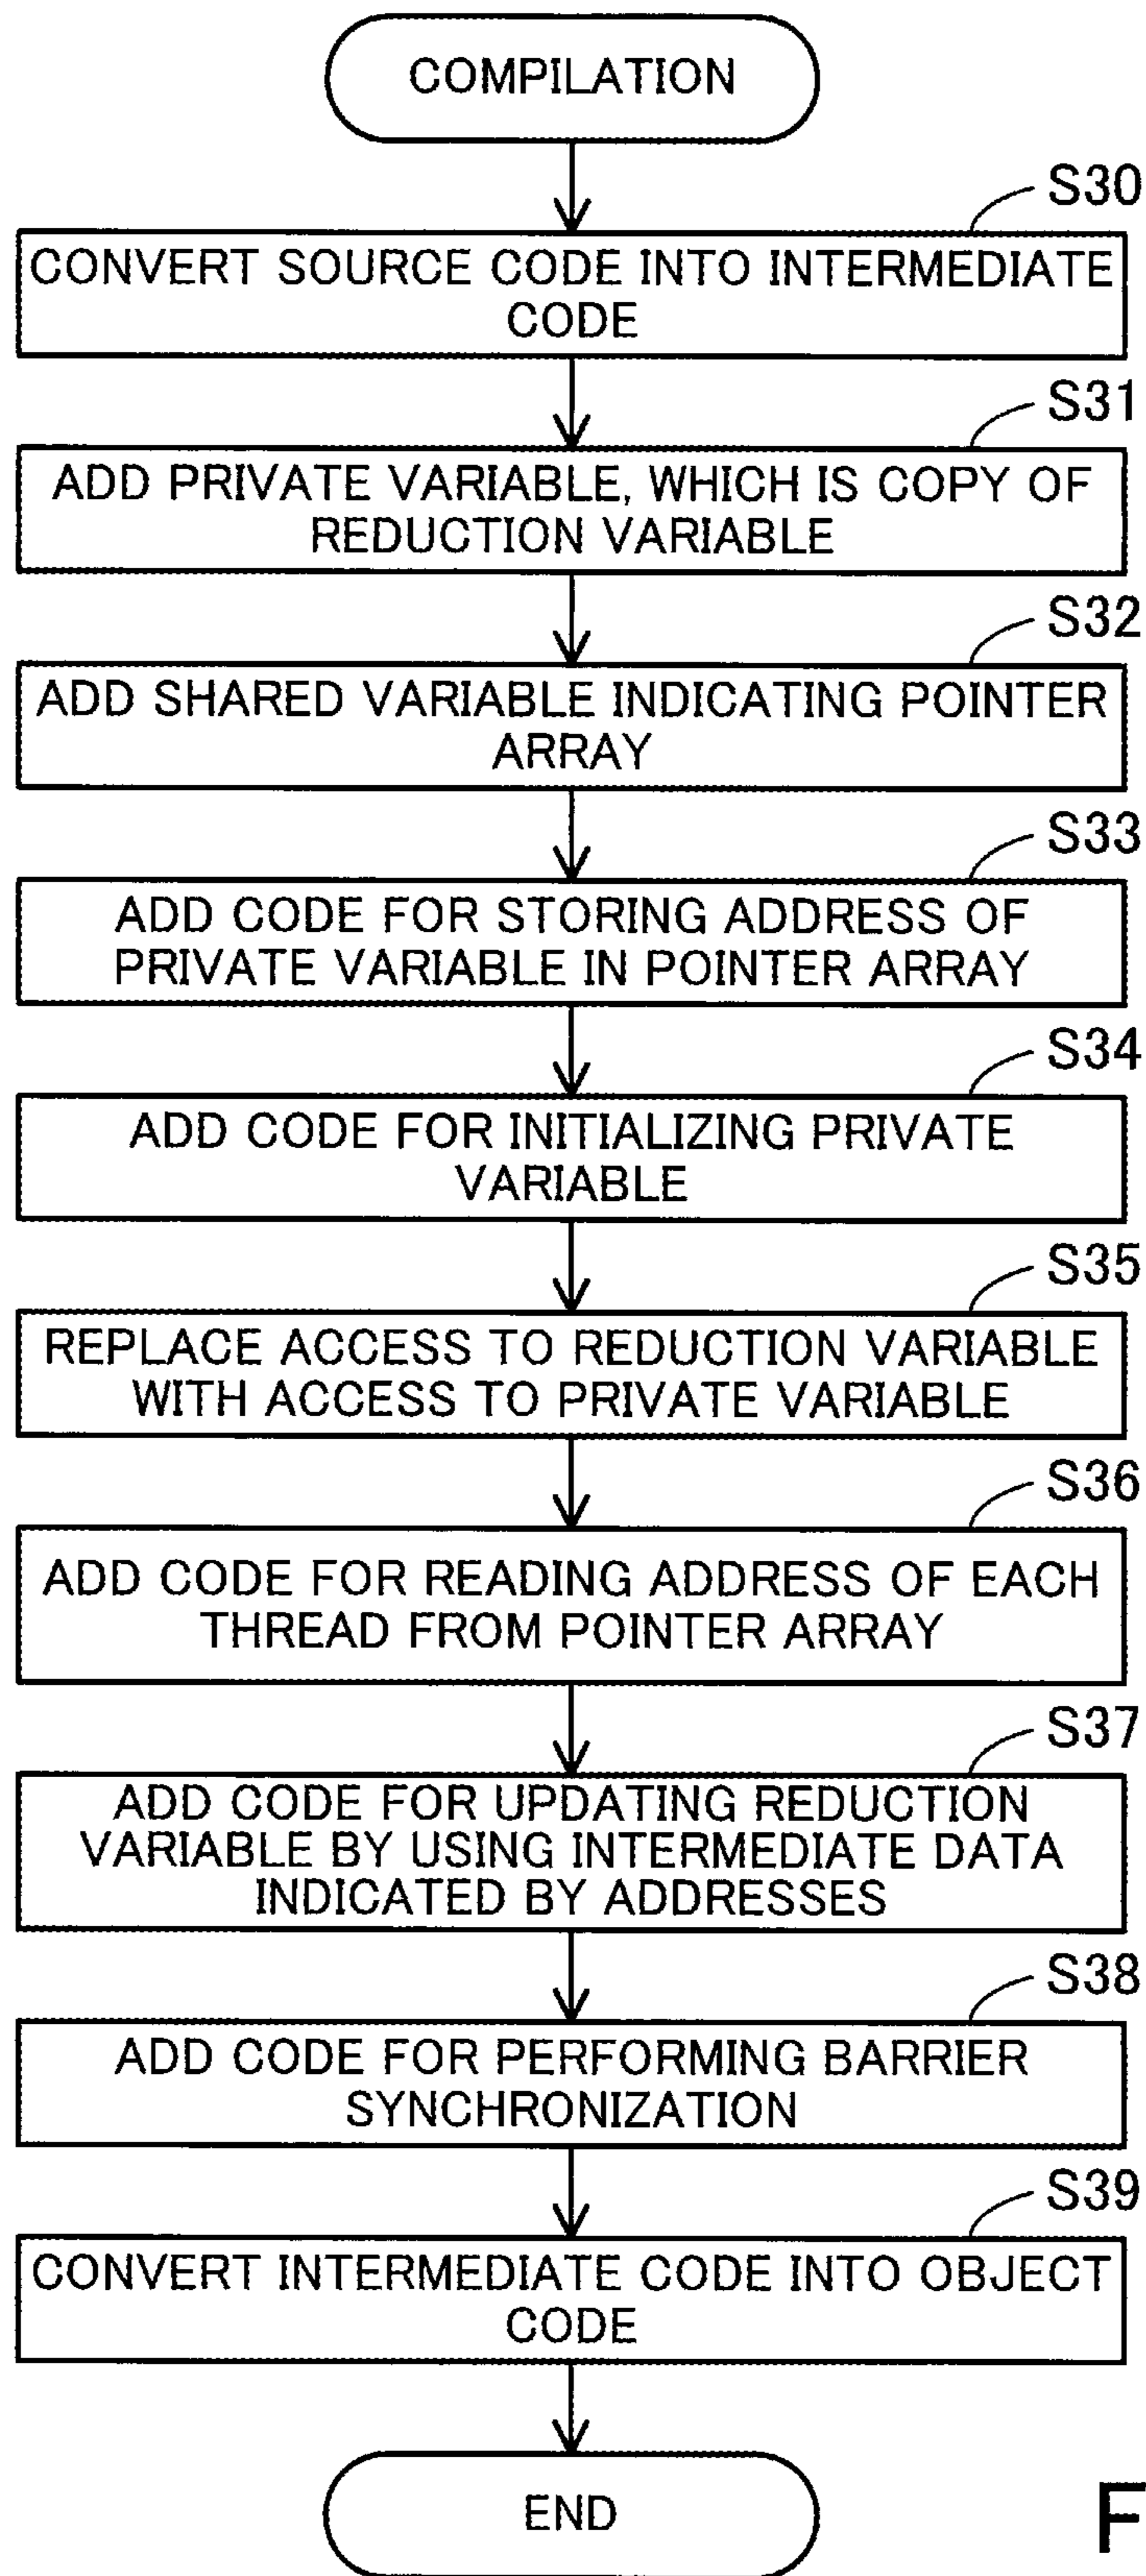 COMPILATION
S30
CONVERT SOURCE CODE INTO INTERMEDIATE
CODE
S31
ADD PRIVATE VARIABLE, WHICH IS COPY OF
REDUCTION VARIABLE
S32
ADD SHARED VARIABLE INDICATING POINTER
ARRAY
S33
ADD CODE FOR STORING ADDRESS OF
PRIVATE VARIABLE IN POINTER ARRAY
S34
ADD CODE FOR INITIALIZING PRIVATE
VARIABLE
S35
REPLACE ACCESS TO REDUCTION VARIABLE
WITH ACCESS TO PRIVATE VARIABLE
S36
ADD CODE FOR READING ADDRESS OF EACH
THREAD FROM POINTER ARRAY
S37
ADD CODE FOR UPDATING REDUCTION
VARIABLE BY USING INTERMEDIATE DATA
INDICATED BY ADDRESSES
S38
ADD CODE FOR PERFORMING BARRIER
SYNCHRONIZATION
S39
CONVERT INTERMEDIATE CODE INTO OBJECT
CODE
END
F